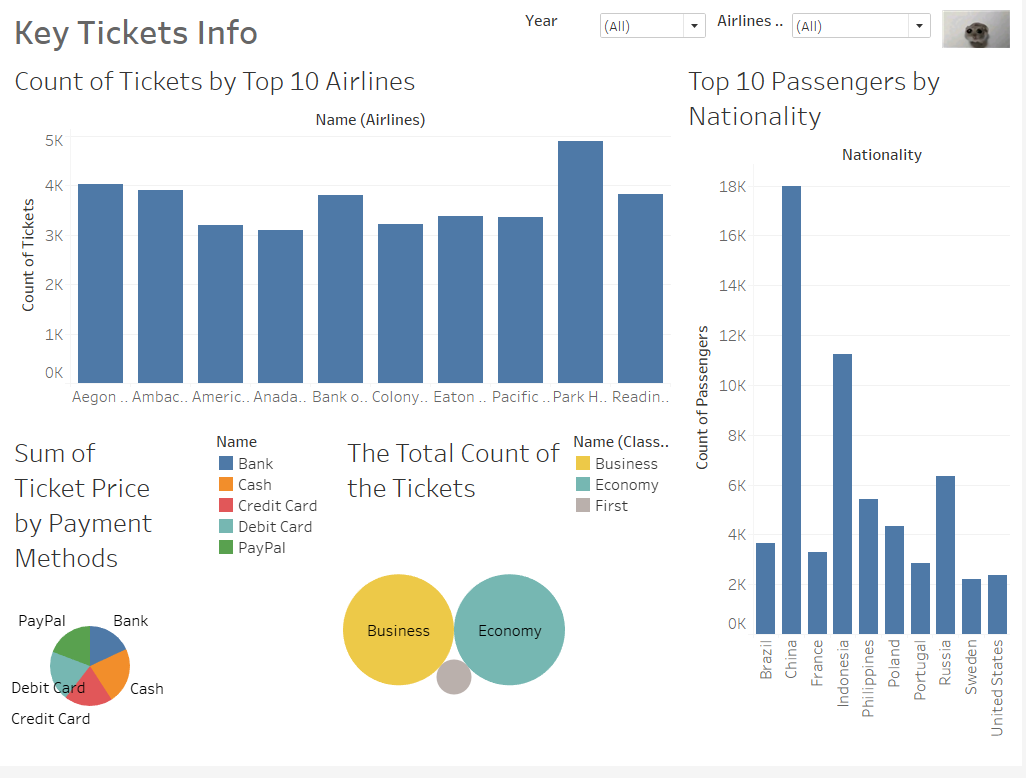 Key Tickets Info
Year
(All)
Airlines ..
(All)
Count of Tickets by Top 10 Airlines
Name (Airlines)
Count of Tickets
5K
4K
3K
2K
1K
0K
Aegon ..
Ambac..
Americ..
Anada..
Bank o..
Colony..
Eaton ..
Pacific ..
Park H..
Readin..
Top 10 Passengers by
Nationality
Nationality
Count of Passengers
18K
16K
14K
12K
10K
8K
6K
4K
2K
0K
Brazil
China
France
Indonesia
Philippines
Poland
Portugal
Russia
Sweden
United States
Sum of
Ticket Price
by Payment
Methods
Name
Bank
Cash
Credit Card
Debit Card
PayPal
PayPal
Bank
Debit Card
Cash
Credit Card
The Total Count of
the Tickets
Name (Class..
Business
Economy
First
Business
Economy